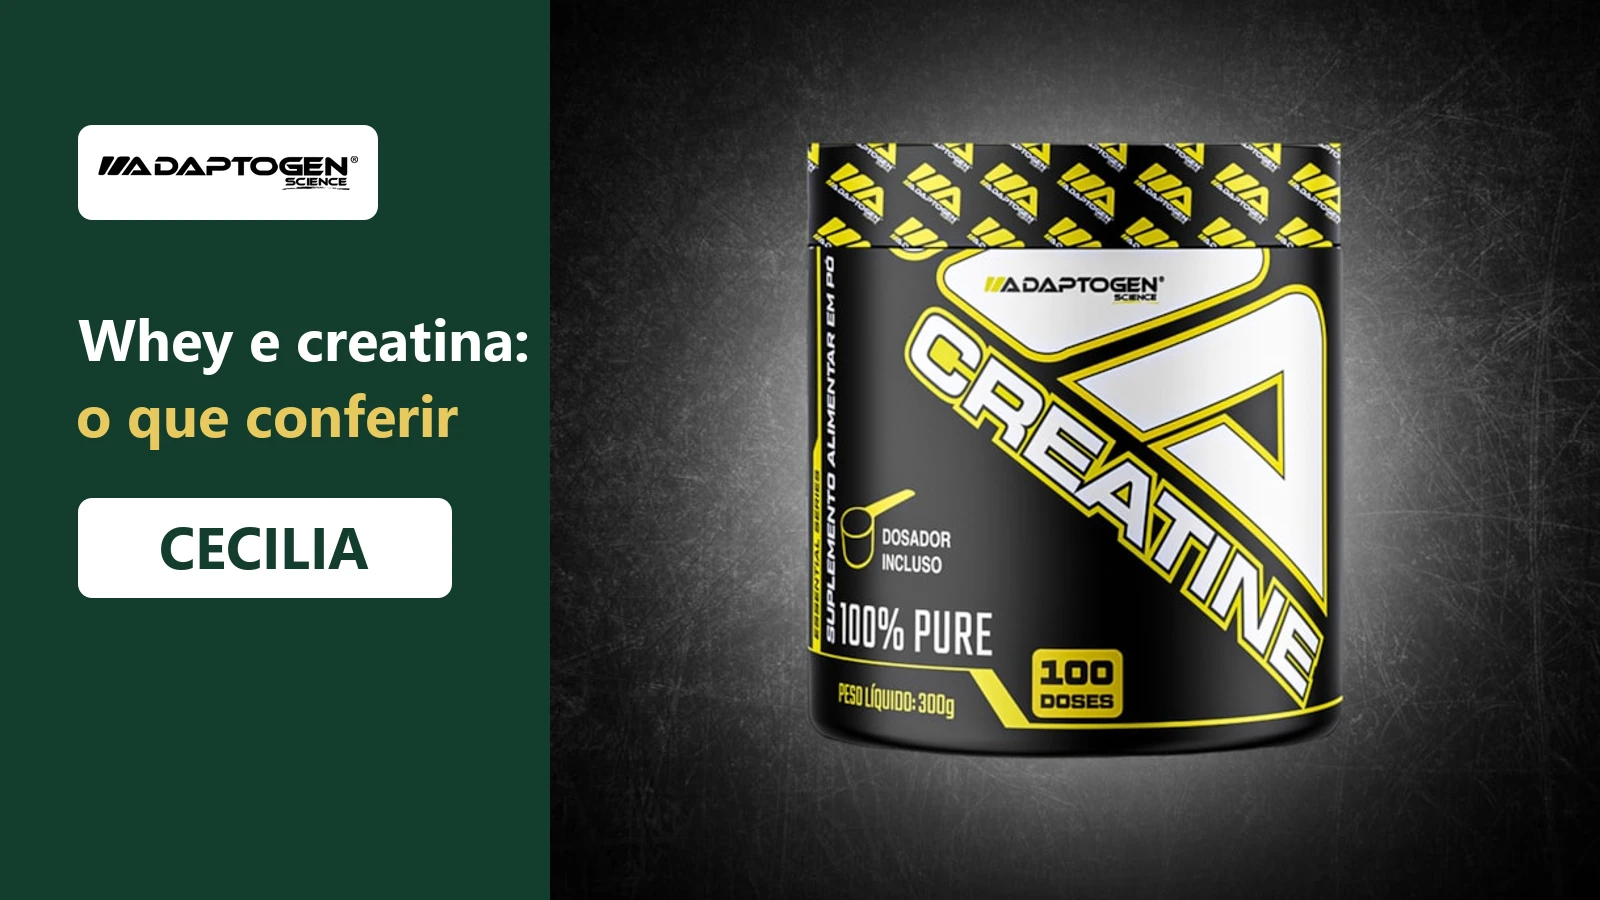 ADAPTOGEN®
SCIENCE
Whey e creatina:
o que conferir
CECILIA
ADAPTOGEN®
SCIENCE
CREATINE
ESSENTIAL SERIES
SUPLEMENTO ALIMENTAR EM PÓ
DOSADOR
INCLUSO
100% PURE
100
DOSES
PESO LÍQUIDO: 300g